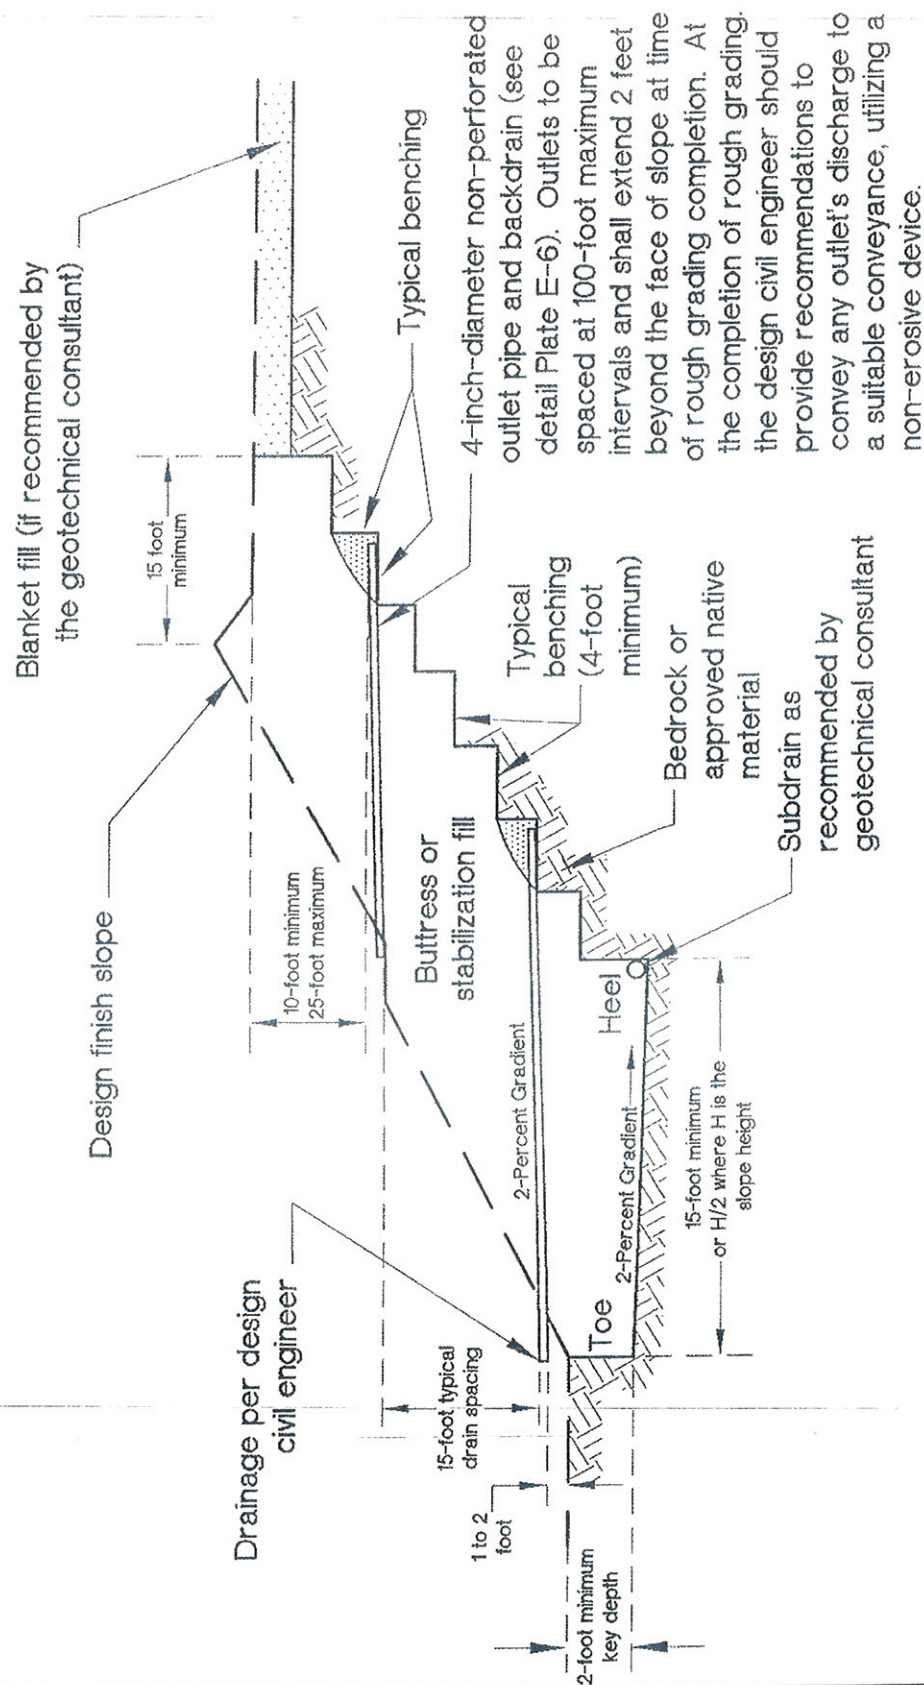 Blanket fill (if recommended by
the geotechnical consultant)
15 foot
minimum
Design finish slope
Typical benching
4-inch-diameter non-perforated
outlet pipe and backdrain (see
detail Plate E-6). Outlets to be
spaced at 100-foot maximum
intervals and shall extend 2 feet
beyond the face of slope at time
of rough grading completion. At
the completion of rough grading.
the design civil engineer should
provide recommendations to
convey any outlet's discharge to
a suitable conveyance, utilizing a
non-erosive device.
10-foot minimum
25-foot maximum
Buttress or
stabilization fill
Typical
benching
(4-foot
minimum)
Drainage per design
civil engineer
2-Percent Gradient
Bedrock or
approved native
material
15-foot typical
drain spacing
Heel
Subdrain as
recommended by
geotechnical consultant
Toe
2-Percent Gradient
1 to 2
foot
15-foot minimum
or H/2 where H is the
slope height
2-foot minimum
key depth